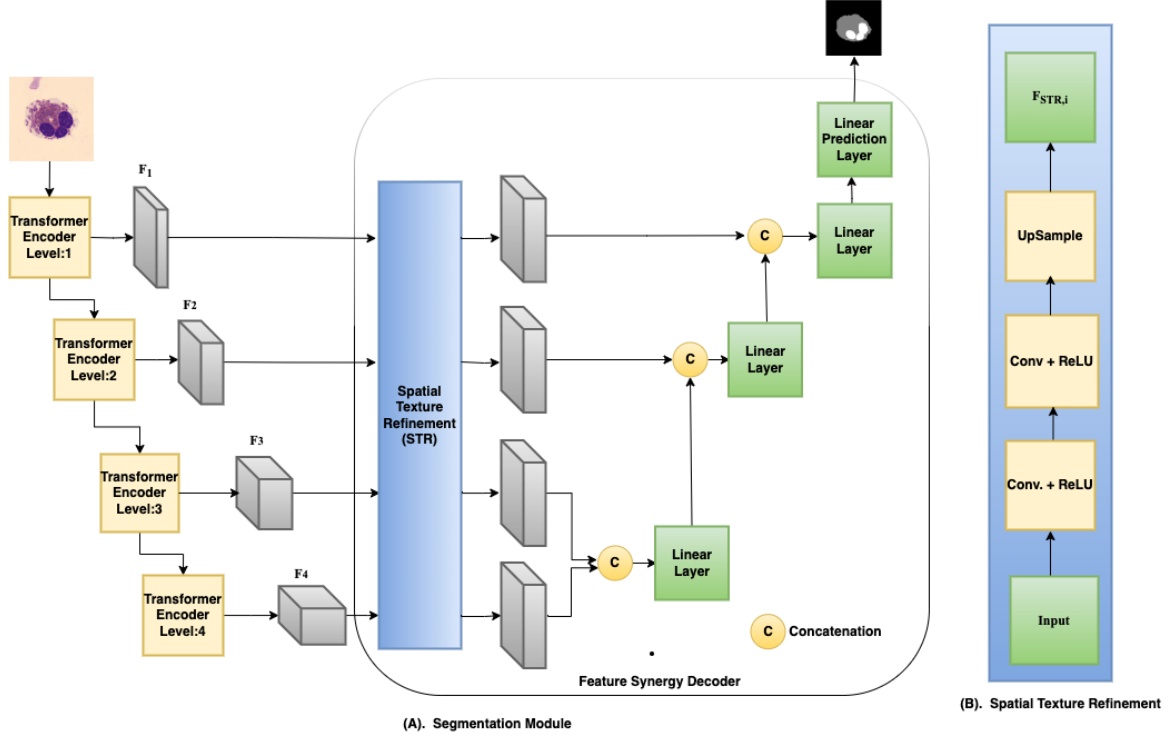 F1
Transformer
Encoder
Level:1
F2
Transformer
Encoder
Level:2
F3
Transformer
Encoder
Level:3
F4
Transformer
Encoder
Level:4
Spatial
Texture
Refinement
(STR)
C
Linear
Layer
C
Linear
Layer
C
Linear
Layer
Linear
Prediction
Layer
C Concatenation
Feature Synergy Decoder
(A). Segmentation Module
FSTR,i
UpSample
Conv + ReLU
Conv. + ReLU
Input
(B). Spatial Texture Refinement